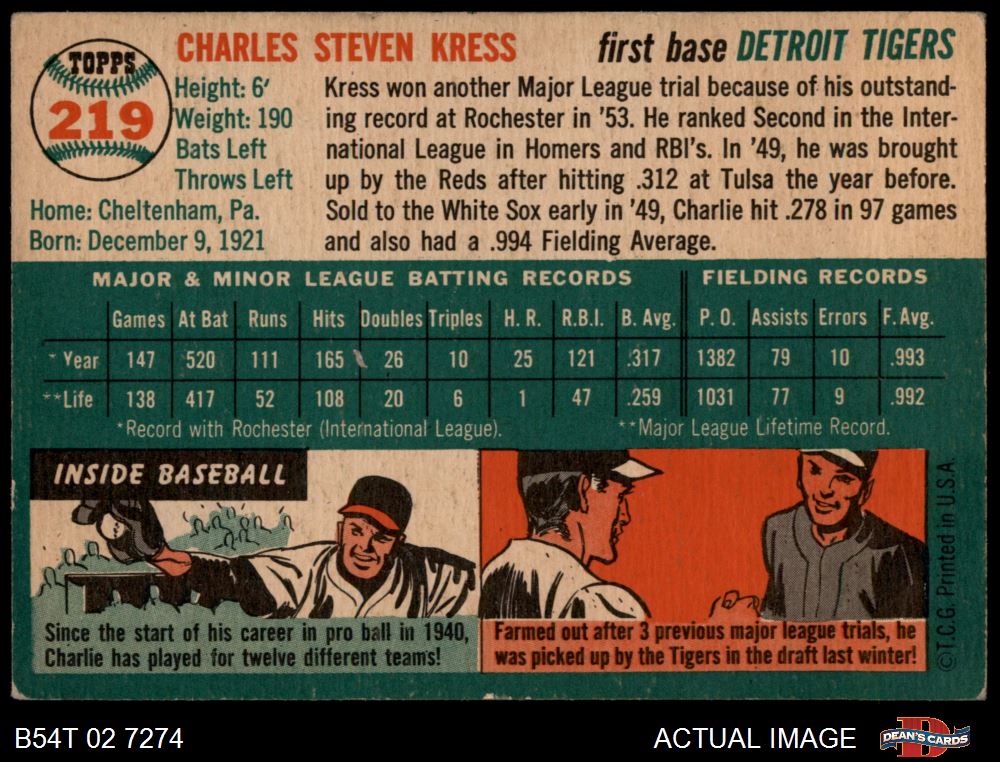 TOPPS
219
CHARLES STEVEN KRESS first base DETROIT TIGERS
Height: 6'
Weight: 190
Bats Left
Throws Left
Home: Cheltenham, Pa.
Born: December 9, 1921
Kress won another Major League trial because of his outstand-
ing record at Rochester in '53. He ranked Second in the Inter-
national League in Homers and RBI's. In '49, he was brought
up by the Reds after hitting .312 at Tulsa the year before.
Sold to the White Sox early in '49, Charlie hit .278 in 97 games
and also had a .994 Fielding Average.
MAJOR & MINOR LEAGUE BATTING RECORDS FIELDING RECORDS
Games At Bat Runs Hits Doubles Triples H. R. R.B.I. B. Avg. P. O. Assists Errors F. Avg.
* Year 147 520 111 165 26 10 25 121 .317 1382 79 10 .993
**Life 138 417 52 108 20 6 1 47 .259 1031 77 9 .992
*Record with Rochester (International League). **Major League Lifetime Record.
INSIDE BASEBALL
Since the start of his career in pro ball in 1940,
Charlie has played for twelve different teams!
Farmed out after 3 previous major league trials, he
was picked up by the Tigers in the draft last winter!
©T.C.G. Printed in U.S.A.
B54T 02 7274
ACTUAL IMAGE
D
DEAN'S CARDS